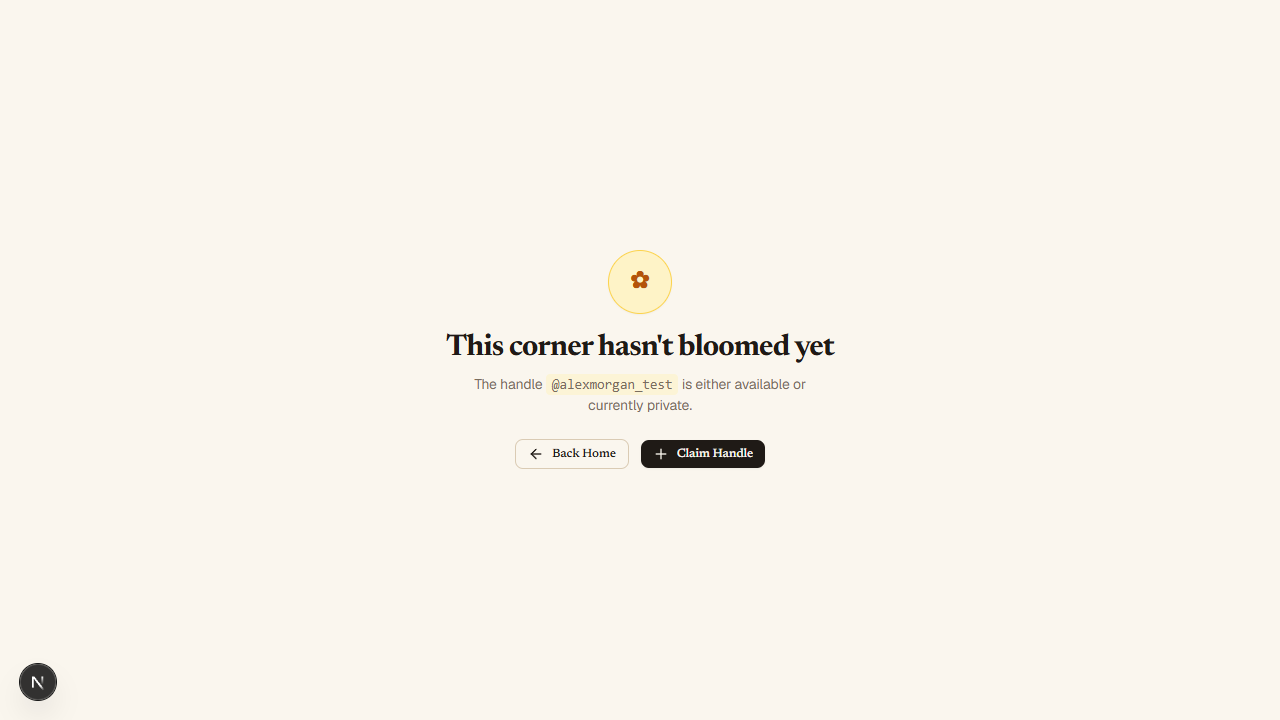 This corner hasn't bloomed yet
The handle @alexmorgan_test is either available or
currently private.
Back Home
Claim Handle
N